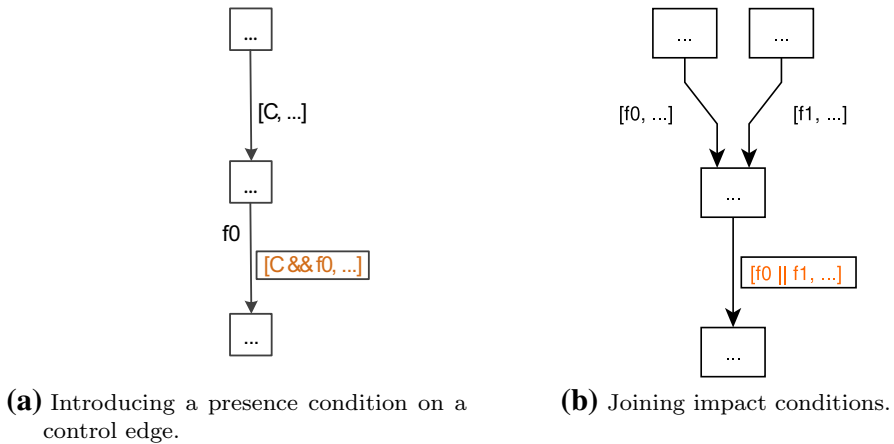 ...
[C, ...]
...
f0
[C && f0, ...]
...
(a) Introducing a presence condition on a
control edge.
... ...
[f0, ...] [f1, ...]
...
[f0 || f1, ...]
...
(b) Joining impact conditions.